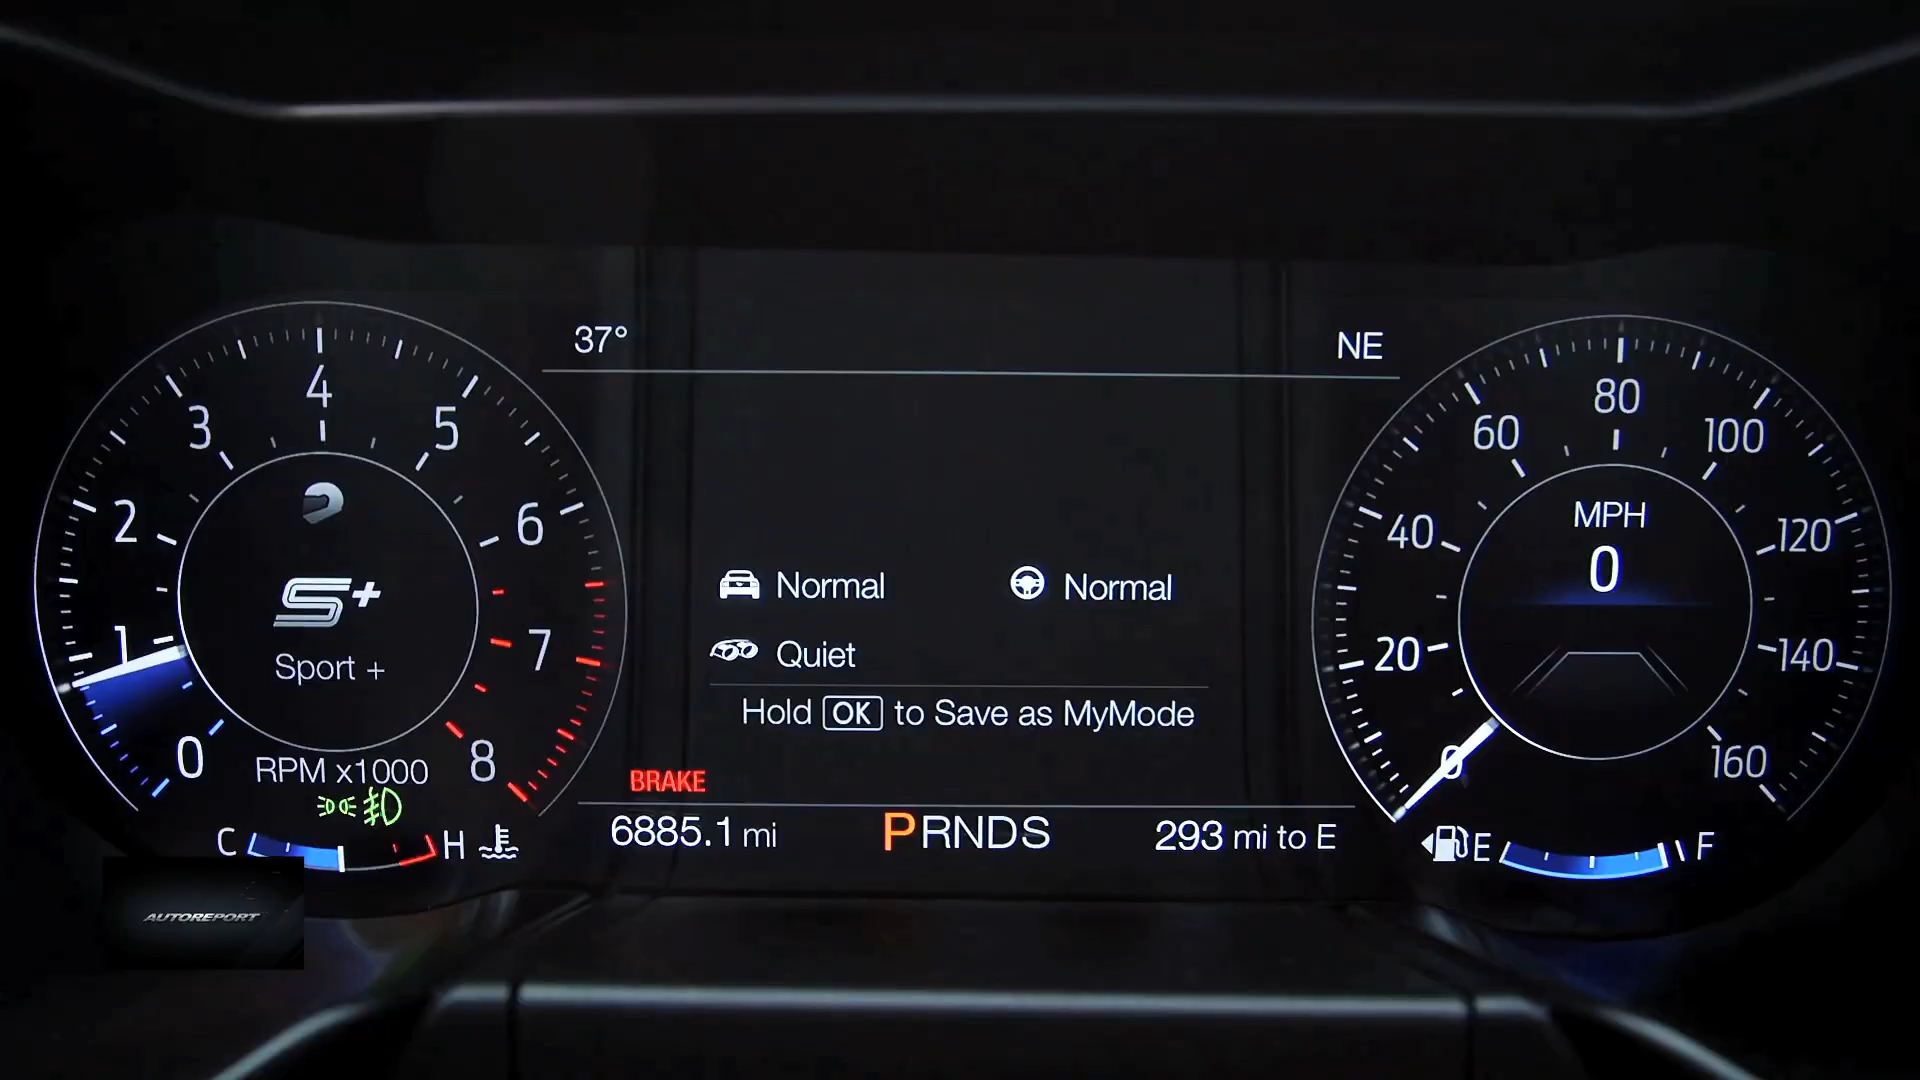 37°
NE
0
1
2
3
4
5
6
7
8
S+
Sport +
RPM x1000
C
H
Normal
Normal
Quiet
Hold OK to Save as MyMode
BRAKE
6885.1 mi
PRNDS
293 mi to E
0
20
40
60
80
100
120
140
160
MPH
0
E
F
AUTOREPORT